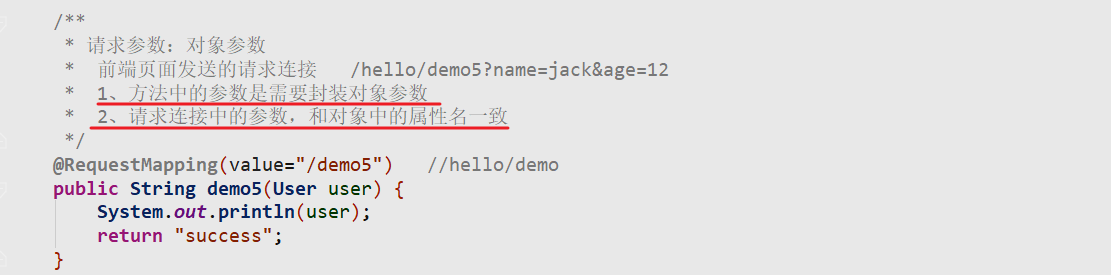 /**
 * 请求参数：对象参数
 *  前端页面发送的请求连接   /hello/demo5?name=jack&age=12
 *  1、方法中的参数是需要封装对象参数
 *  2、请求连接中的参数，和对象中的属性名一致
 */
@RequestMapping(value="/demo5")   //hello/demo
public String demo5(User user) {
    System.out.println(user);
    return "success";
}